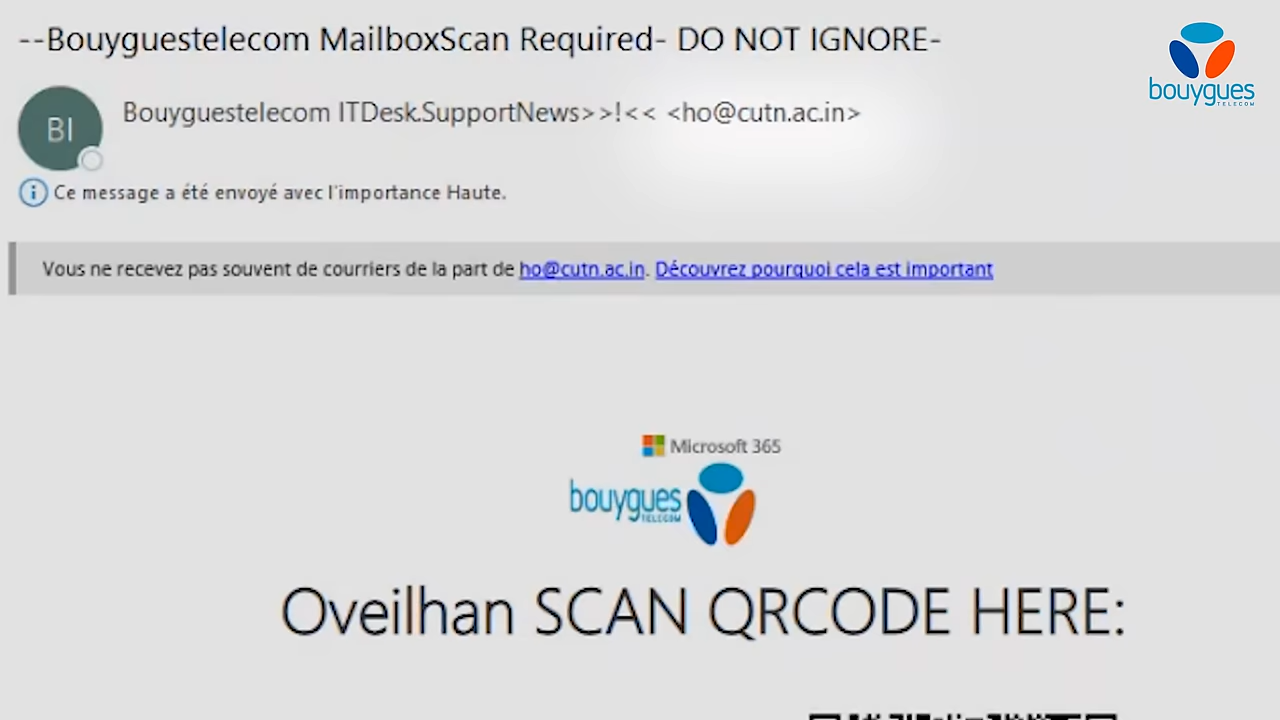 --Bouyguestelecom MailboxScan Required- DO NOT IGNORE-
bouygues
TELECOM
BI
Bouyguestelecom ITDesk.SupportNews>>!<< <ho@cutn.ac.in>
Ce message a été envoyé avec l'importance Haute.
Vous ne recevez pas souvent de courriers de la part de ho@cutn.ac.in. Découvrez pourquoi cela est important
Microsoft 365
bouygues
TELECOM
Oveilhan SCAN QRCODE HERE: